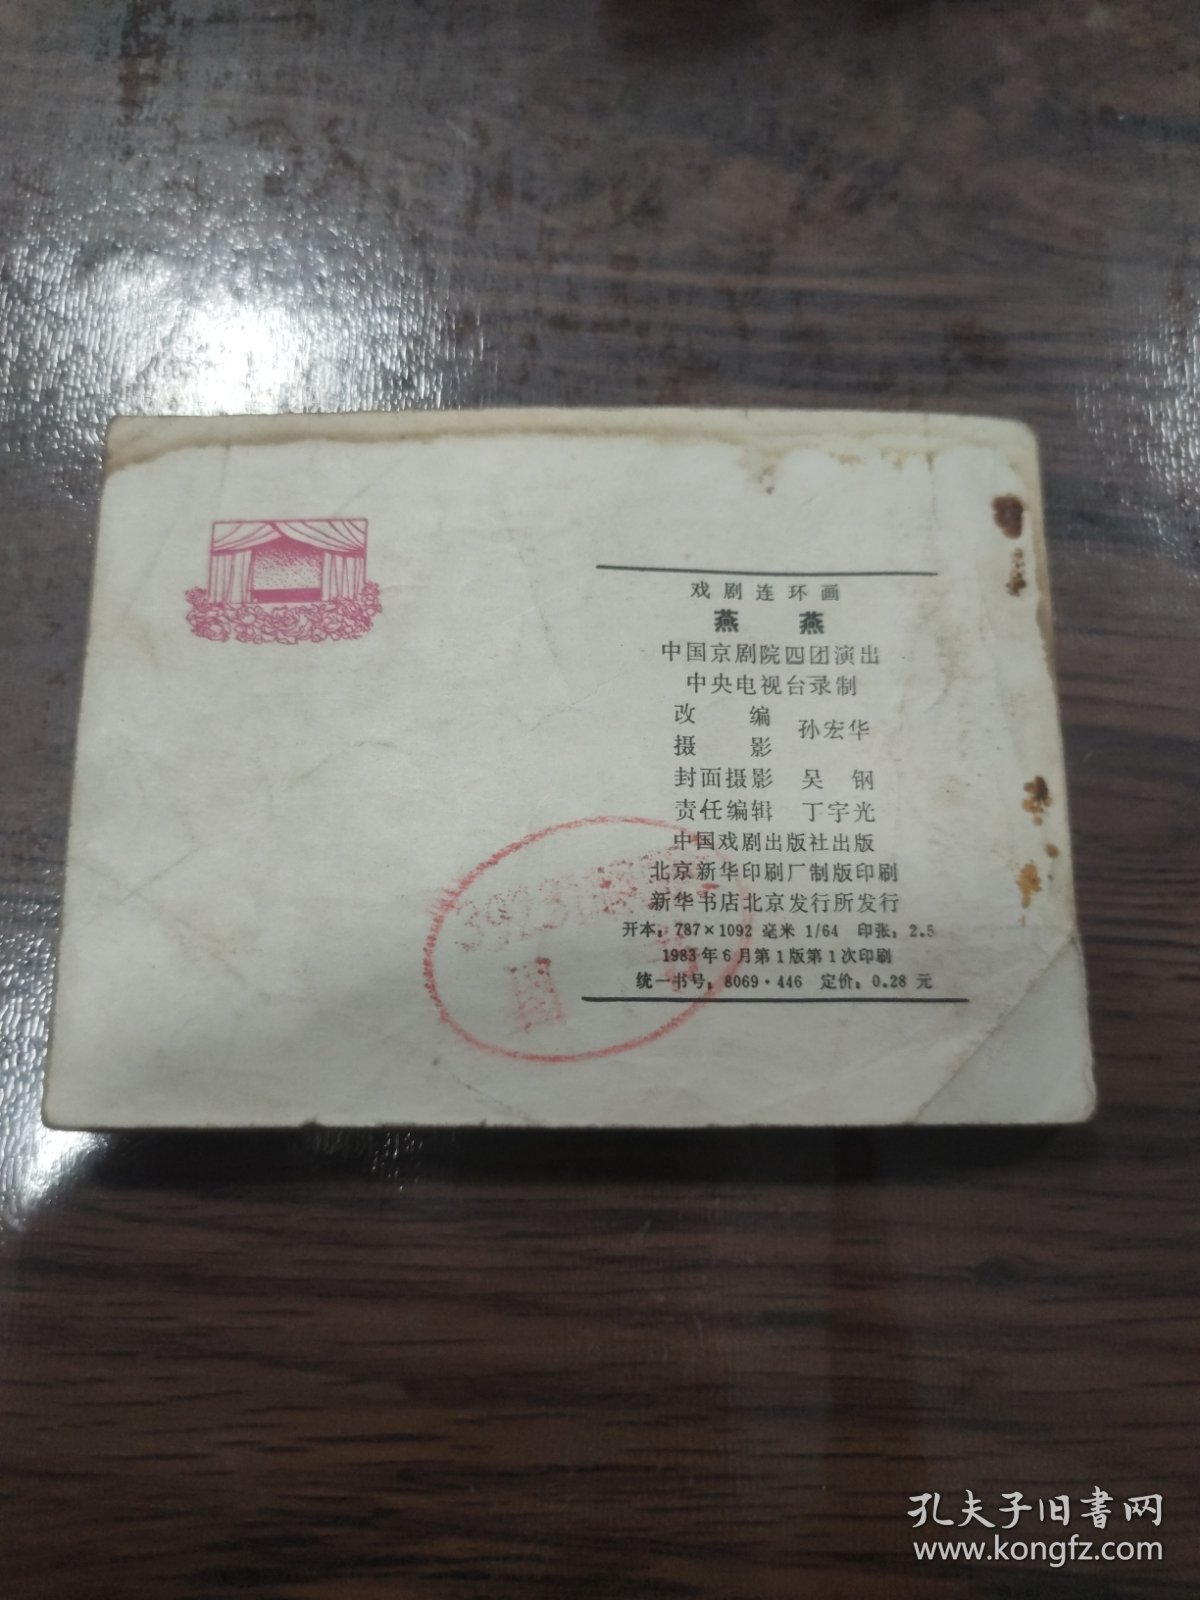 戏剧连环画
燕 燕
中国京剧院四团演出
中央电视台录制
改 编
摄 影
孙宏华
封面摄影 吴 钢
责任编辑 丁宇光
中国戏剧出版社出版
北京新华印刷厂制版印刷
新华书店北京发行所发行
开本：787×1092 毫米 1/64 印张：2.5
1983年6月第1版第1次印刷
统一书号：8069·446 定价：0.28 元
孔夫子旧书网
www.kongfz.com